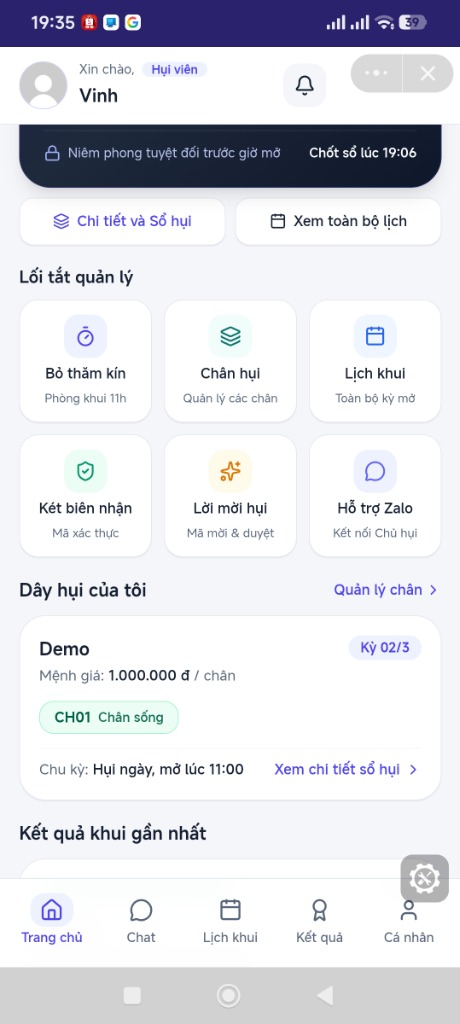 19:35
39
Xin chào,
Hụi viên
Vinh
Niêm phong tuyệt đối trước giờ mở
Chốt sổ lúc 19:06
Chi tiết và Sổ hụi
Xem toàn bộ lịch
Lối tắt quản lý
Bỏ thăm kín
Phòng khui 11h
Chân hụi
Quản lý các chân
Lịch khui
Toàn bộ kỳ mở
Két biên nhận
Mã xác thực
Lời mời hụi
Mã mời & duyệt
Hỗ trợ Zalo
Kết nối Chủ hụi
Dây hụi của tôi
Quản lý chân
Demo
Kỳ 02/3
Mệnh giá: 1.000.000 đ / chân
CH01 Chân sống
Chu kỳ: Hụi ngày, mở lúc 11:00
Xem chi tiết sổ hụi
Kết quả khui gần nhất
Trang chủ
Chat
Lịch khui
Kết quả
Cá nhân